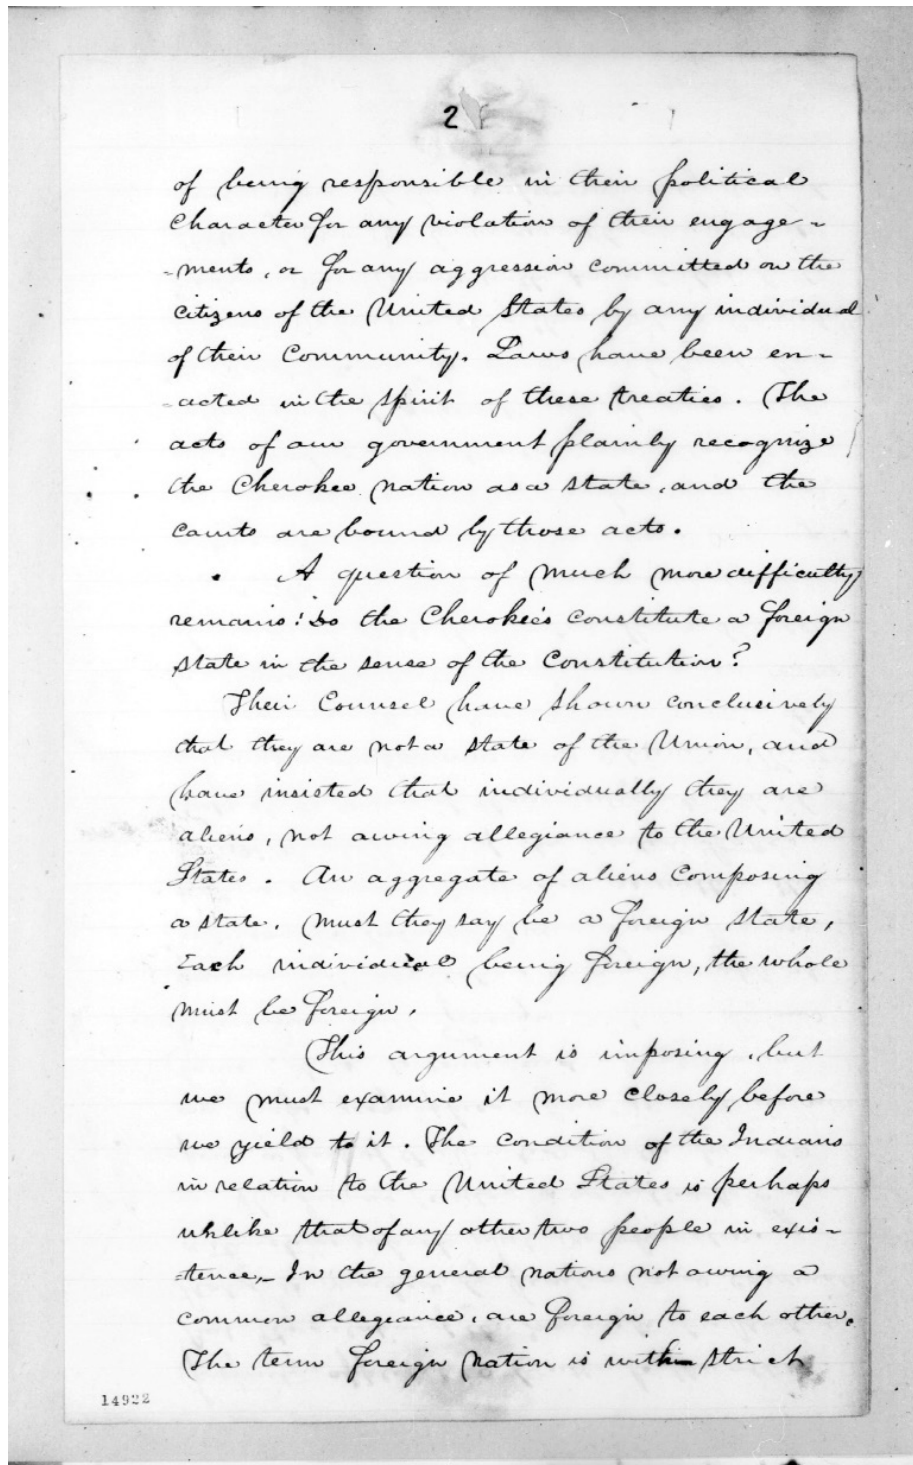 2
of being responsible in their political
Character for any violation of their engage-
-ments, or for any aggression committed on the
citizens of the United States by any individual
of their Community. Laws have been en-
-acted in the spirit of these treaties. The
acts of our government plainly recognize
the Cherokee nation as a state, and the
courts are bound by those acts.
A question of much more difficulty
remains: Do the Cherokees constitute a foreign
state in the sense of the Constitution?
Their Counsel have shown conclusively
that they are not a state of the Union, and
have insisted that individually they are
aliens, not owing allegiance to the United
States. An aggregate of aliens composing
a state, must they say be a foreign state,
Each individual being foreign, the whole
must be foreign.
This argument is imposing, but
we must examine it more closely before
we yield to it. The condition of the Indians
in relation to the United States is perhaps
unlike that of any other two people in exis-
-tence,- In the general nations not owing a
common allegiance, are foreign to each other.
The term foreign nation is with strict
14922